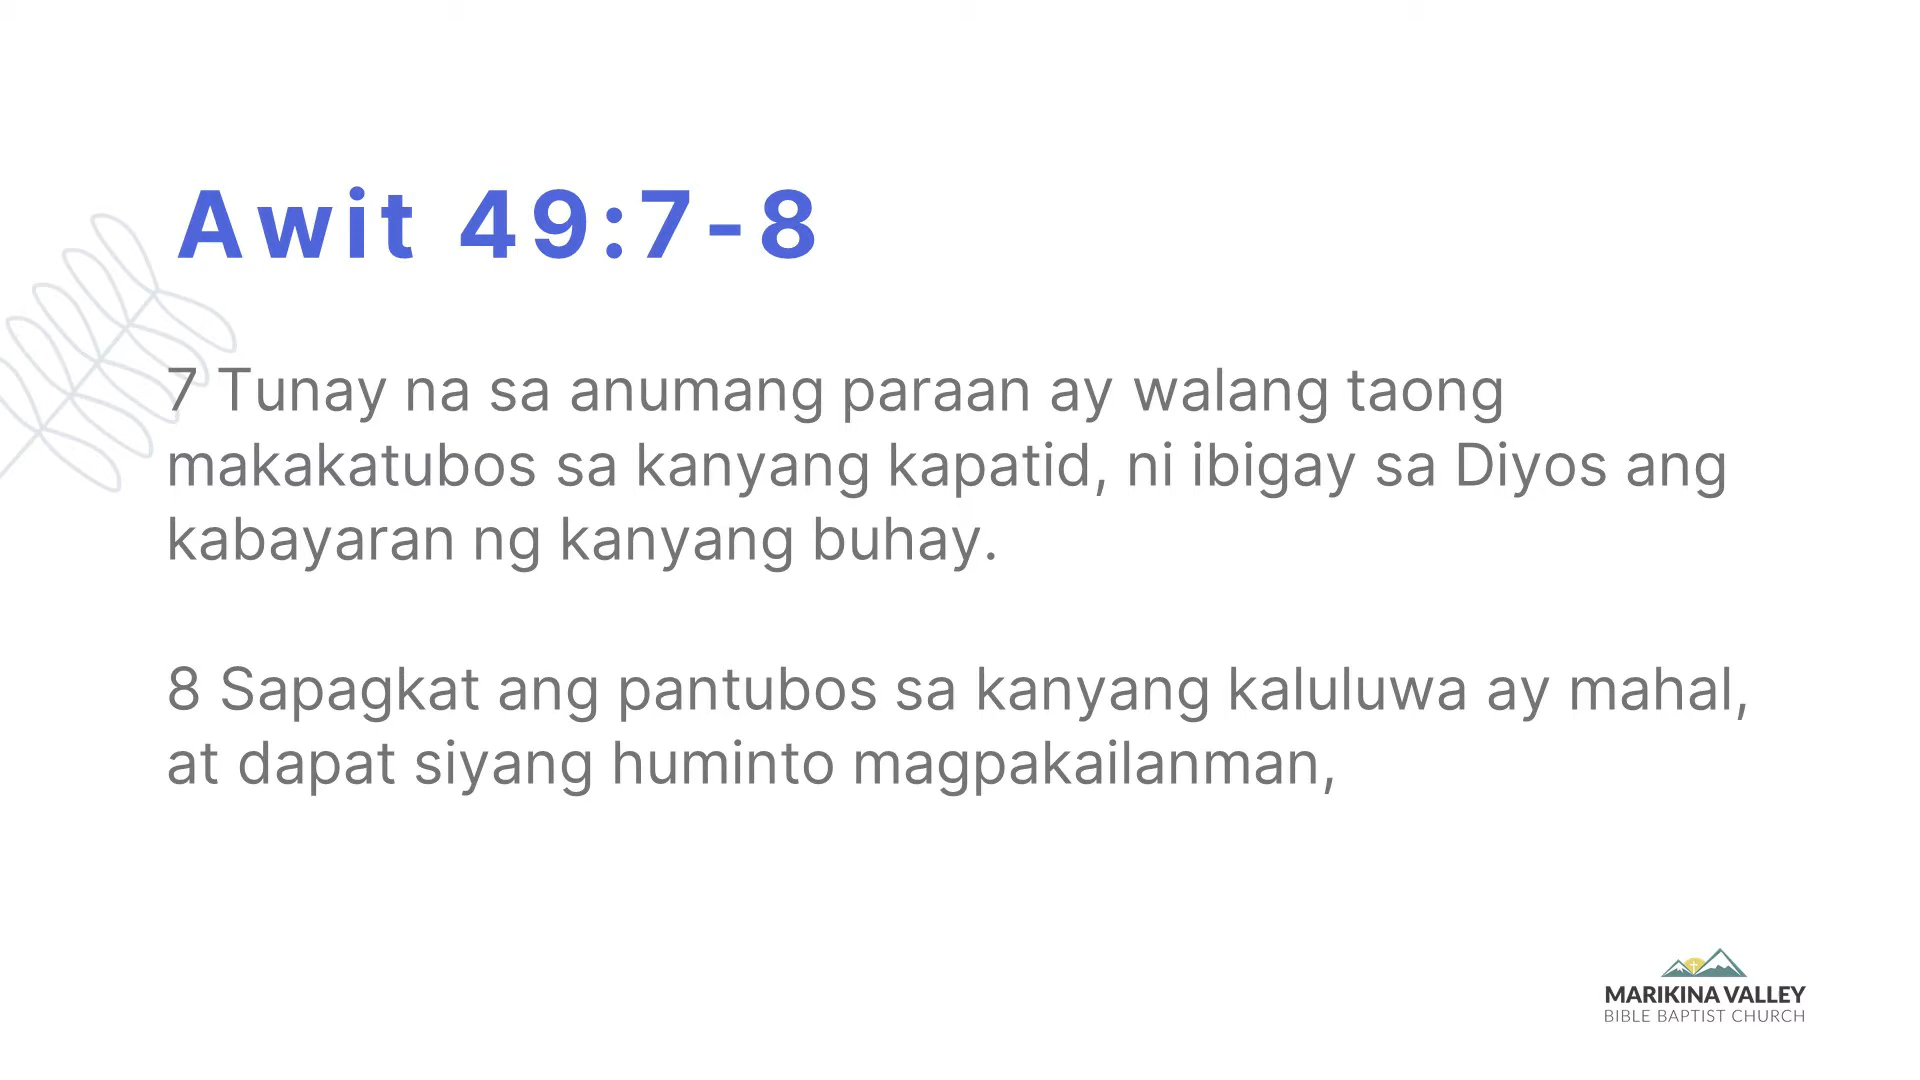 Awit 49:7-8
7 Tunay na sa anumang paraan ay walang taong
makakatubos sa kanyang kapatid, ni ibigay sa Diyos ang
kabayaran ng kanyang buhay.
8 Sapagkat ang pantubos sa kanyang kaluluwa ay mahal,
at dapat siyang huminto magpakailanman,
MARIKINA VALLEY
BIBLE BAPTIST CHURCH